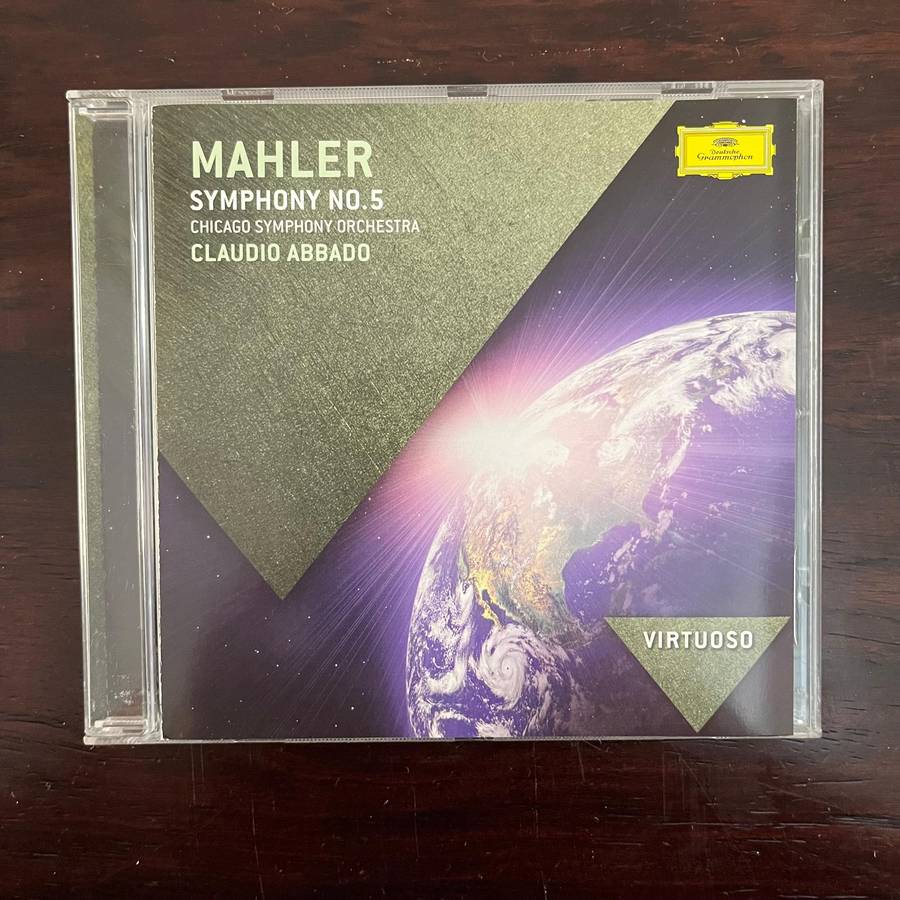 MAHLER
SYMPHONY NO.5
CHICAGO SYMPHONY ORCHESTRA
CLAUDIO ABBADO
Deutsche
Grammophon
VIRTUOSO